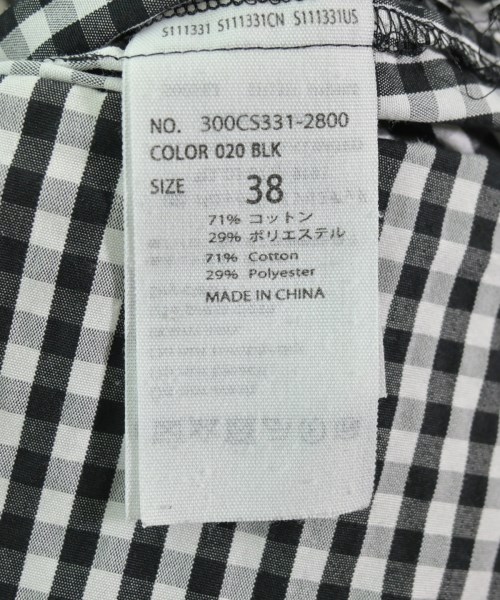 S111331 S111331CN S111331US
NO. 300CS331-2800
COLOR 020 BLK
SIZE 38
71% コットン
29% ポリエステル
71% Cotton
29% Polyester
MADE IN CHINA